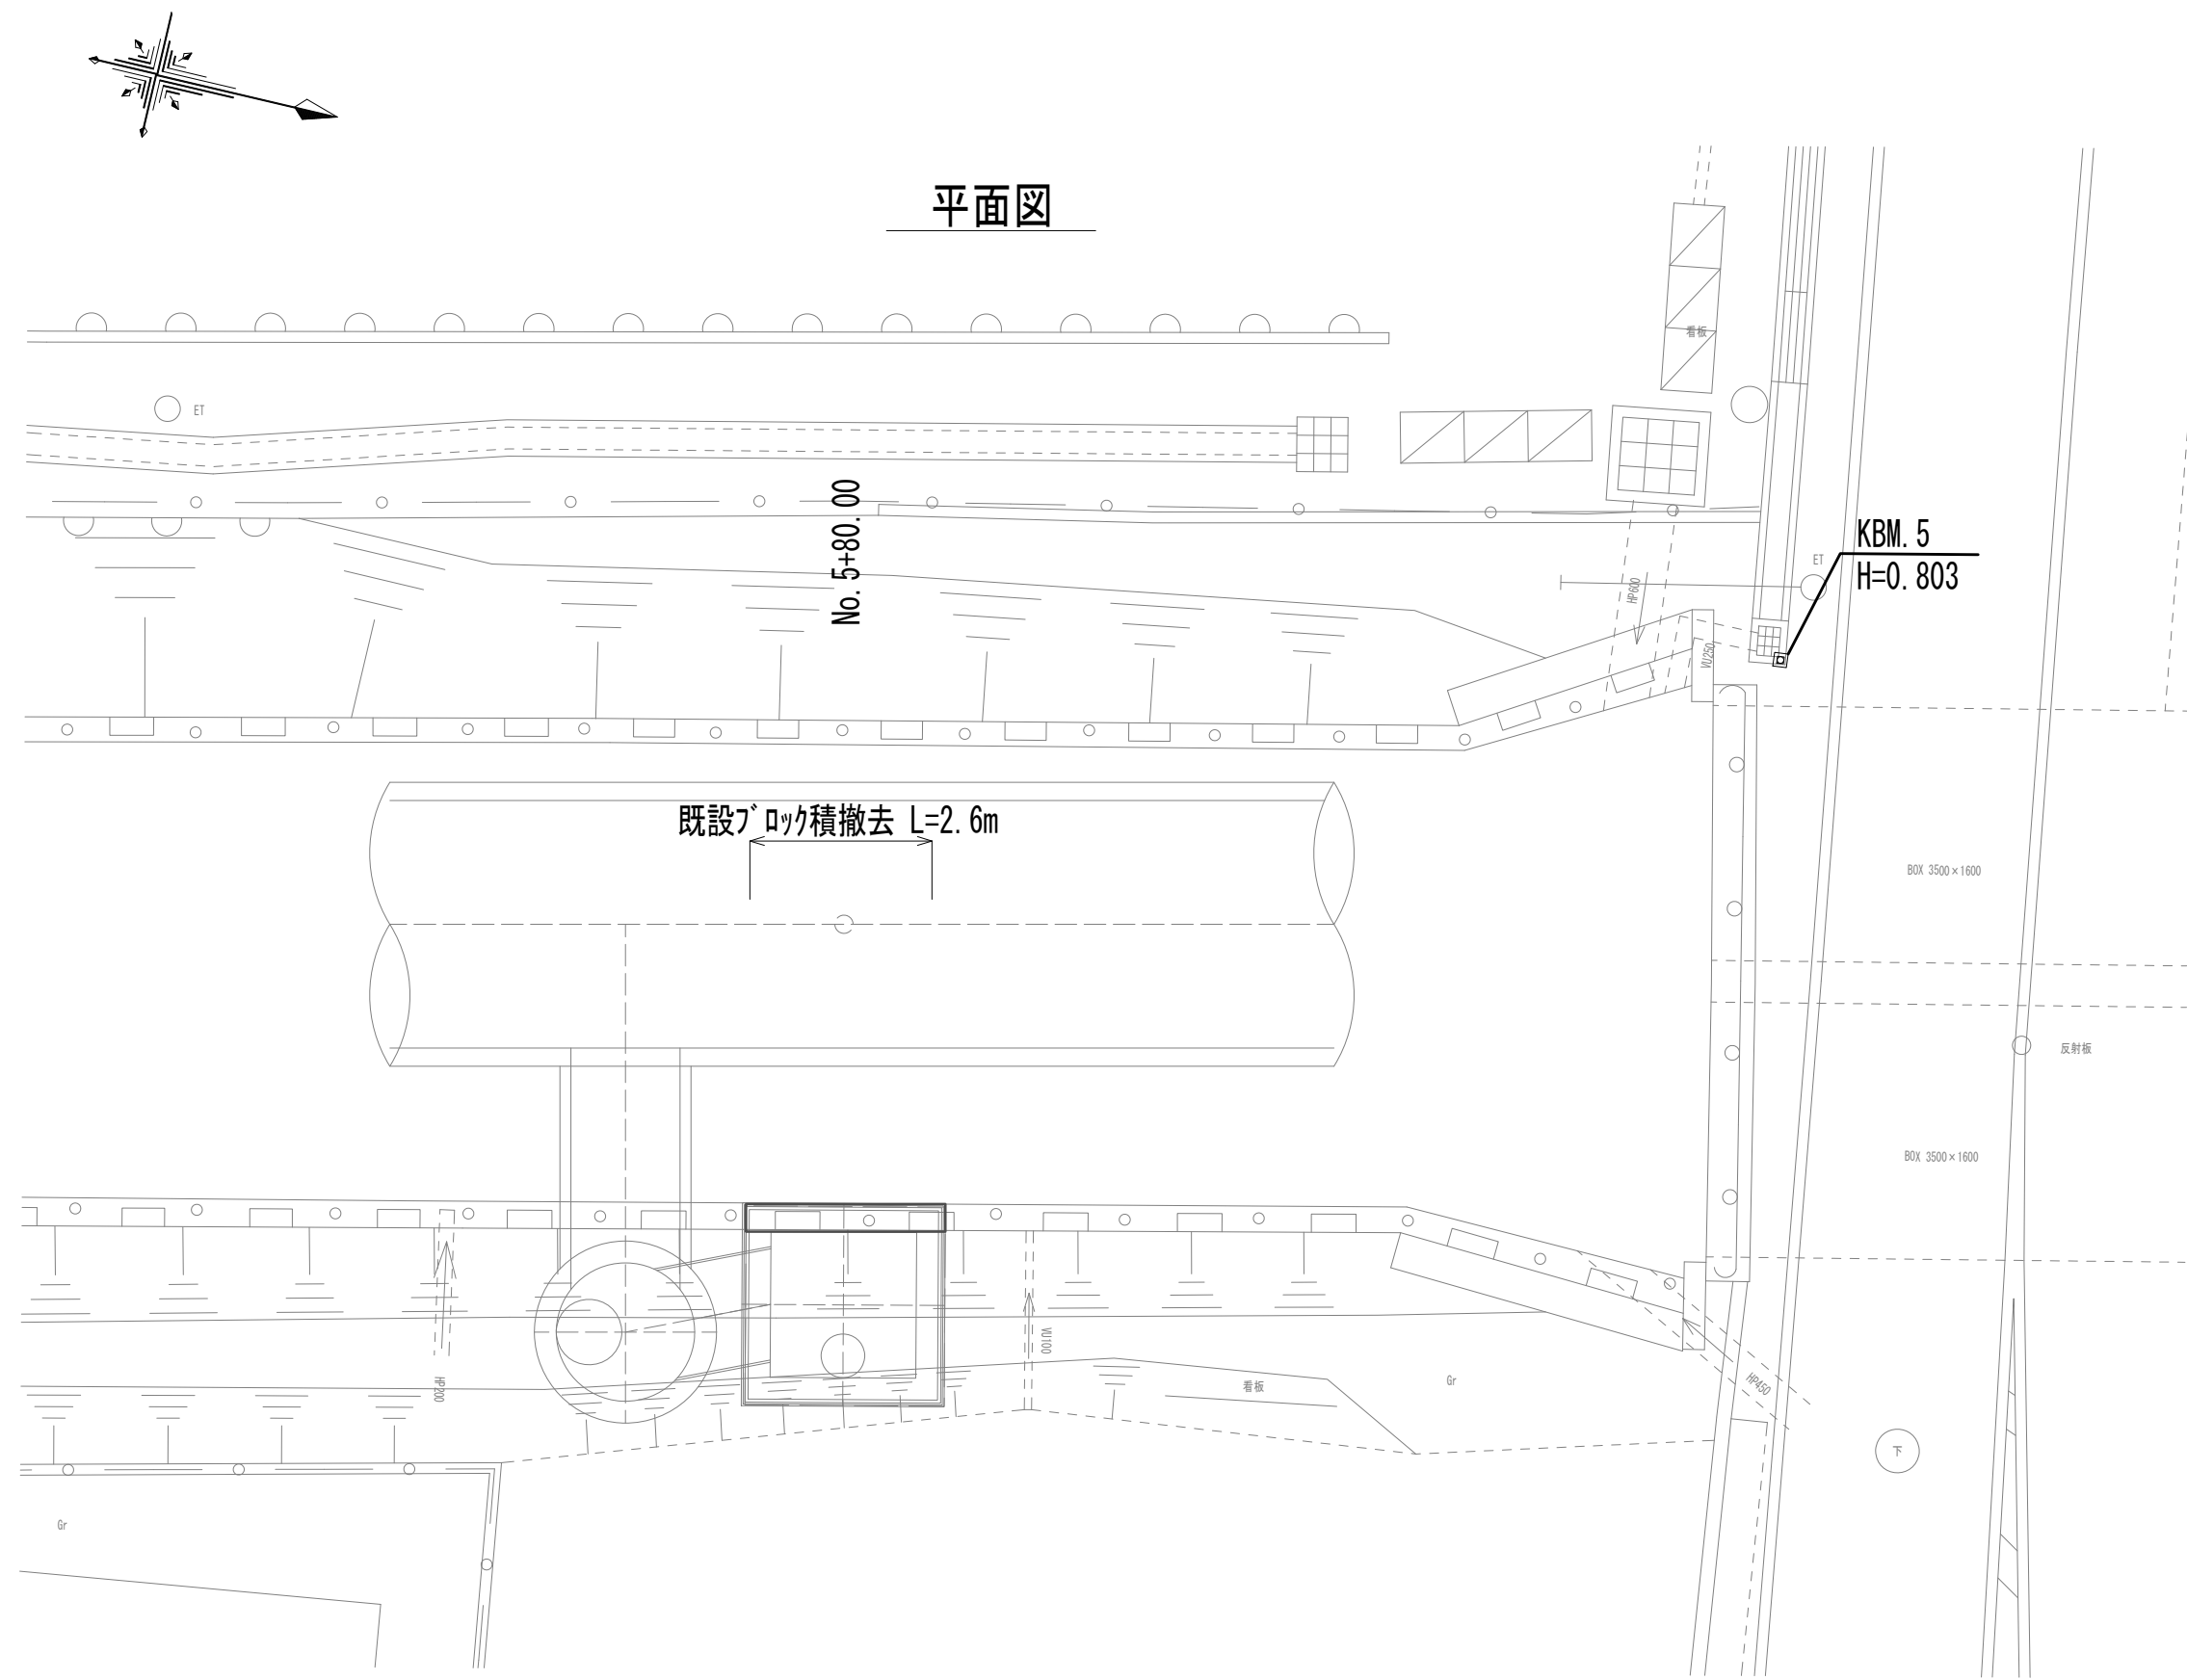 平面図
看板
ET
No. 5+80. 00
KBM. 5
H=0. 803
ET
HP600
VU250
既設ﾌﾞﾛｯｸ積撤去 L=2. 6m
BOX 3500×1600
反射板
BOX 3500×1600
VU100
HP200
看板
Gr
HP450
下
Gr